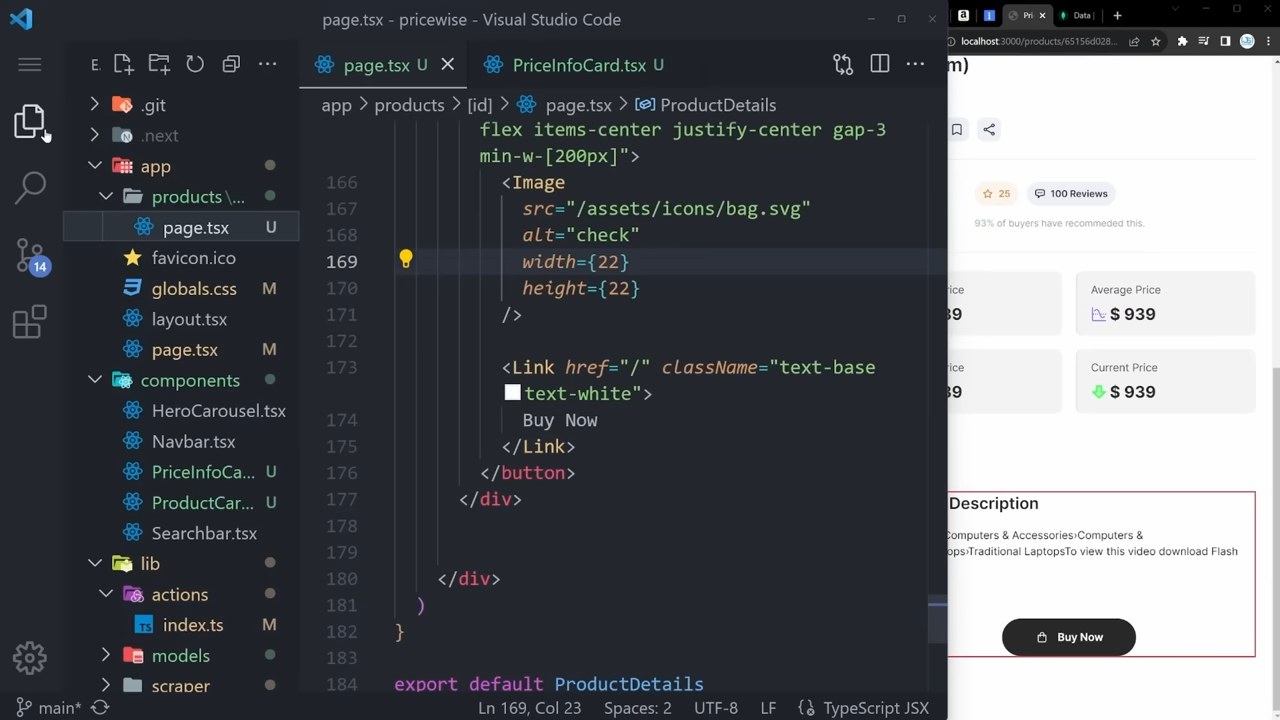 page.tsx - pricewise - Visual Studio Code
E.
.git
.next
app
products\...
page.tsx U
favicon.ico
globals.css M
layout.tsx
page.tsx M
components
HeroCarousel.tsx
Navbar.tsx
PriceInfoCa... U
ProductCar... U
Searchbar.tsx
lib
actions
index.ts M
models
scraper
14
page.tsx U
PriceInfoCard.tsx U
app > products > [id] > page.tsx > ProductDetails
flex items-center justify-center gap-3
min-w-[200px]">
166 <Image
167 src="/assets/icons/bag.svg"
168 alt="check"
169 width={22}
170 height={22}
171 />
172
173 <Link href="/" className="text-base
text-white">
174 Buy Now
175 </Link>
176 </button>
177 </div>
178
179
180 </div>
181 )
182 }
183
184 export default ProductDetails
main*
Ln 169, Col 23
Spaces: 2
UTF-8
LF
TypeScript JSX
Pri
Data |
localhost:3000/products/65156d028...
m)
25
100 Reviews
93% of buyers have recommeded this.
ice
39
Average Price
$ 939
ice
39
Current Price
$ 939
Description
Computers & Accessories›Computers &
ops›Traditional LaptopsTo view this video download Flash
Buy Now